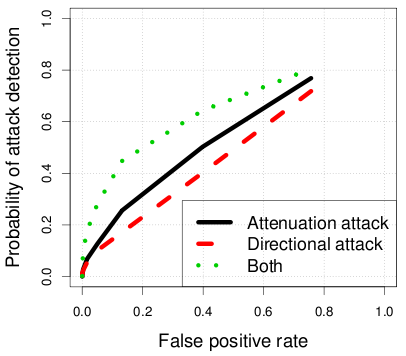 Probability of attack detection
1.0
0.8
0.6
0.4
0.2
0.0
Attenuation attack
Directional attack
Both
0.0 0.2 0.4 0.6 0.8 1.0
False positive rate